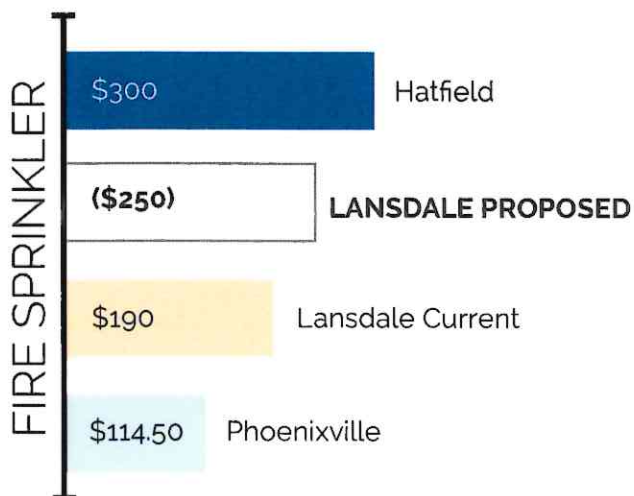 FIRE SPRINKLER
$300 Hatfield
($250) LANSDALE PROPOSED
$190 Lansdale Current
$114.50 Phoenixville